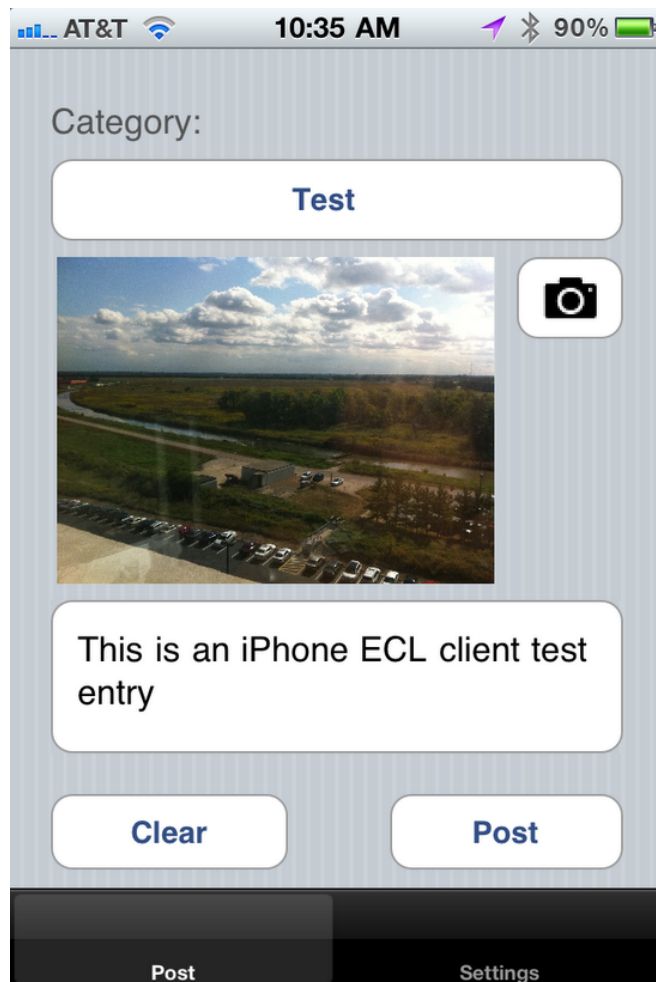 AT&T 10:35 AM 90%
Category:
Test
This is an iPhone ECL client test
entry
Clear Post
Post Settings